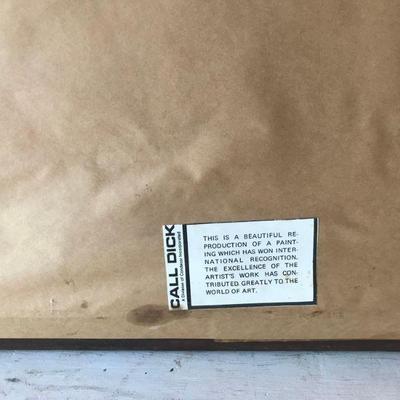 CALL DICK
THIS IS A BEAUTIFUL RE-
PRODUCTION OF A PAINT-
ING WHICH HAS WON INTER-
NATIONAL RECOGNITION.
THE EXCELLENCE OF THE
ARTIST'S WORK HAS CON-
TRIBUTED GREATLY TO THE
WORLD OF ART.